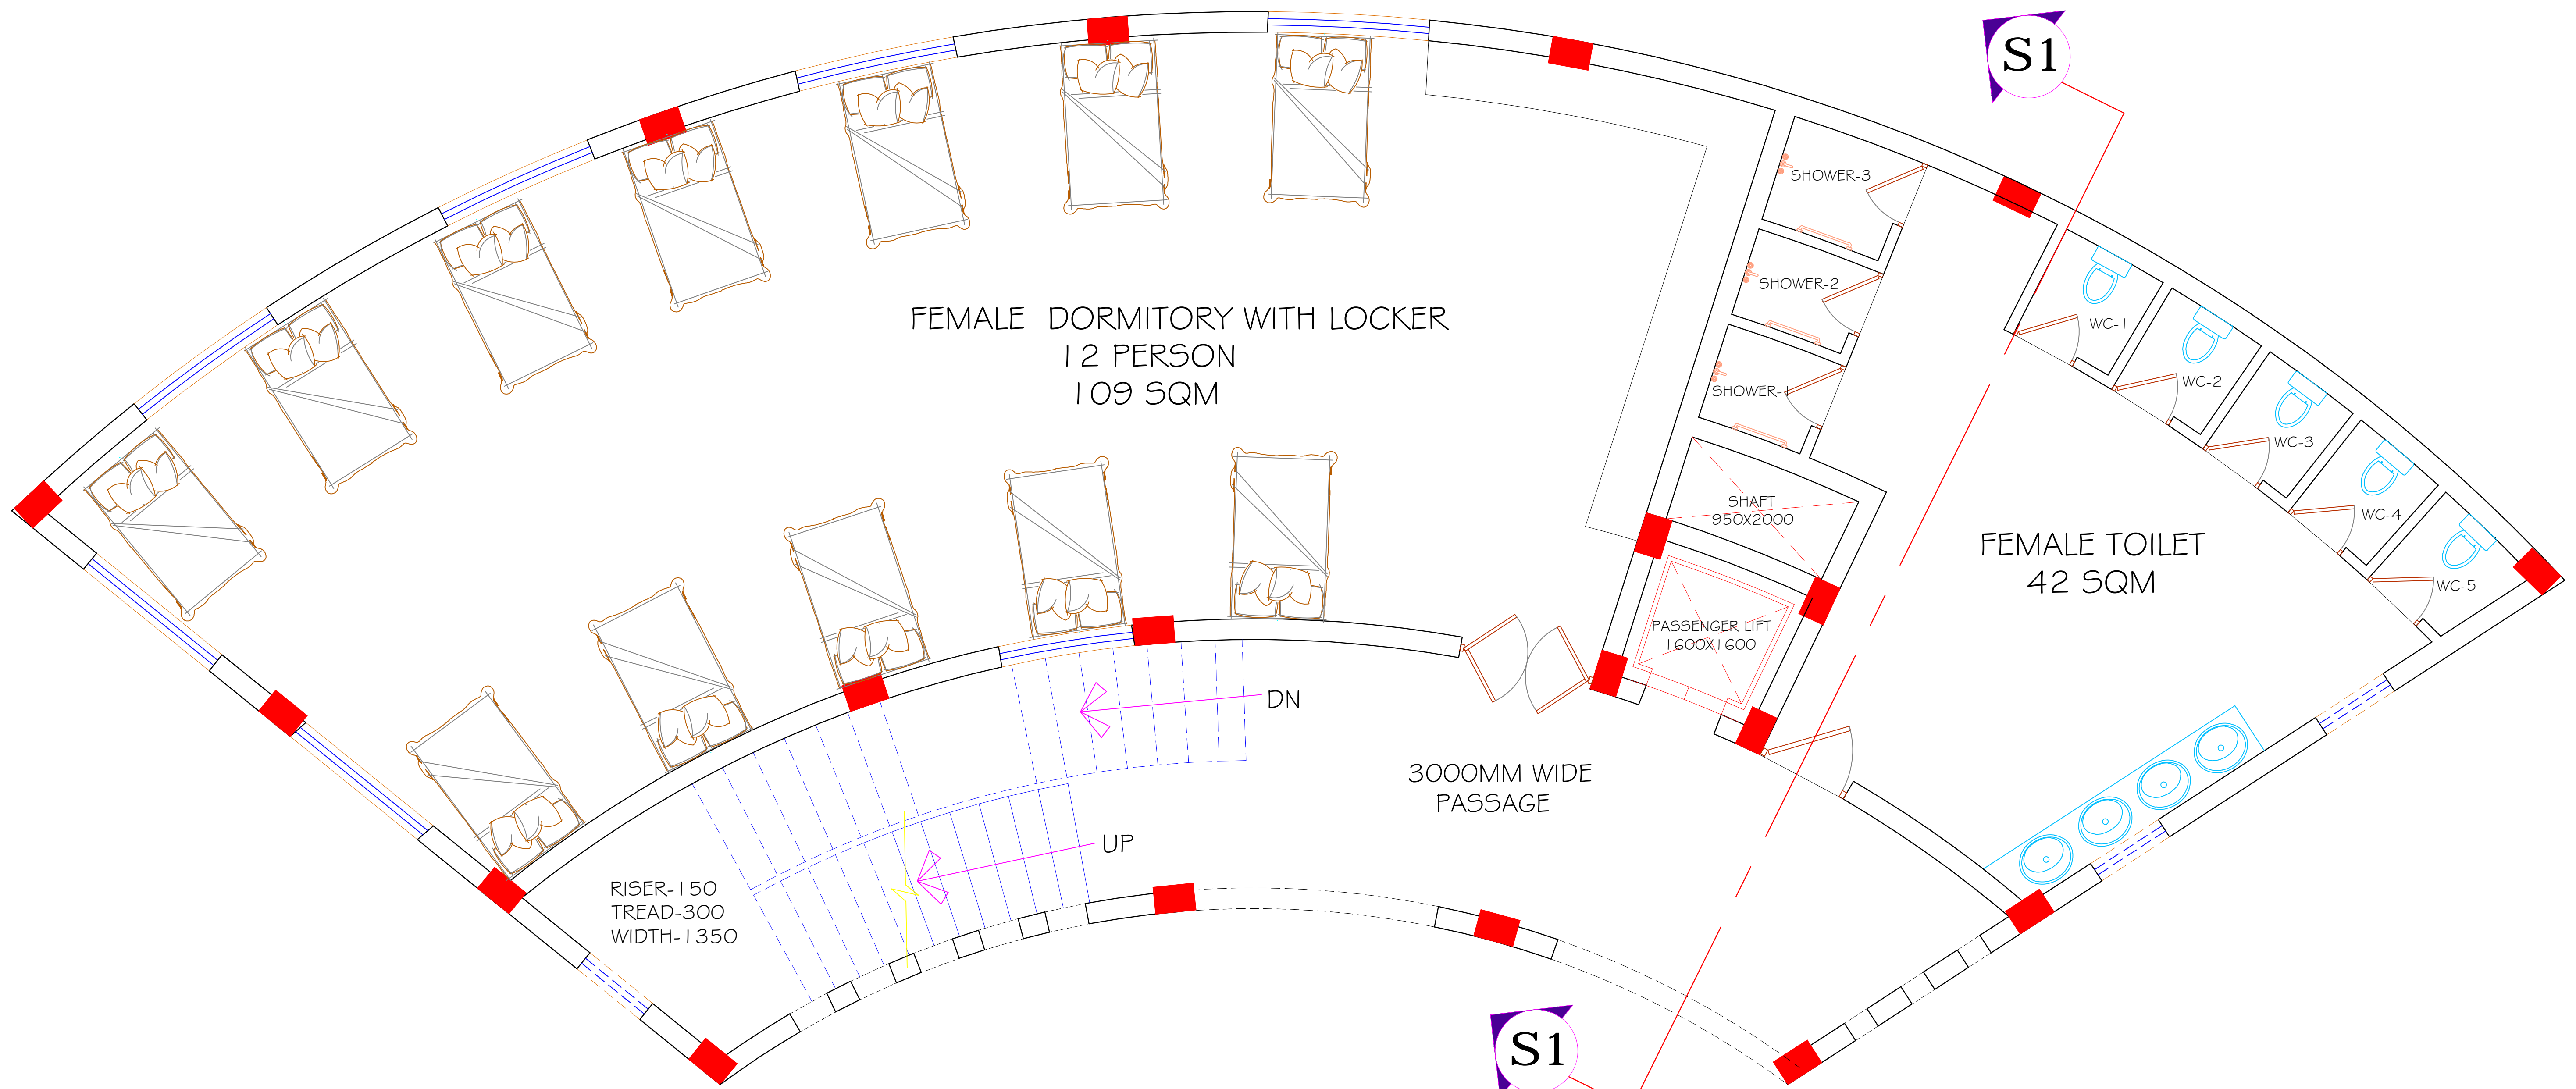 S1
SHOWER-3
SHOWER-2
SHOWER-1
FEMALE DORMITORY WITH LOCKER
12 PERSON
109 SQM
WC-1
WC-2
WC-3
WC-4
WC-5
SHAFT
950X2000
FEMALE TOILET
42 SQM
PASSENGER LIFT
1600X1600
DN
3000MM WIDE
PASSAGE
UP
RISER-150
TREAD-300
WIDTH-1350
S1